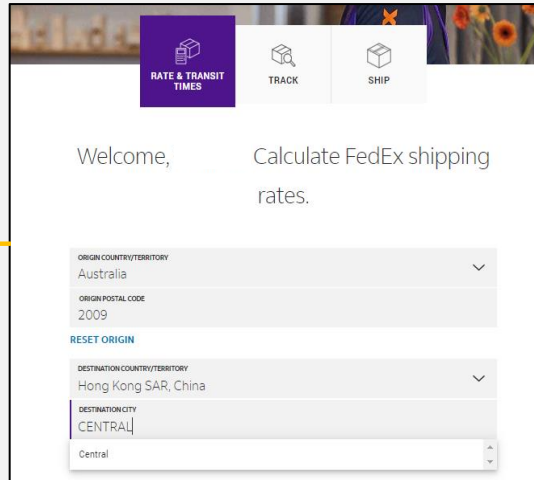 RATE & TRANSIT
TIMES
TRACK
SHIP
Welcome, Calculate FedEx shipping
rates.
ORIGIN COUNTRY/TERRITORY
Australia
ORIGIN POSTAL CODE
2009
RESET ORIGIN
DESTINATION COUNTRY/TERRITORY
Hong Kong SAR, China
DESTINATION CITY
CENTRAL
Central